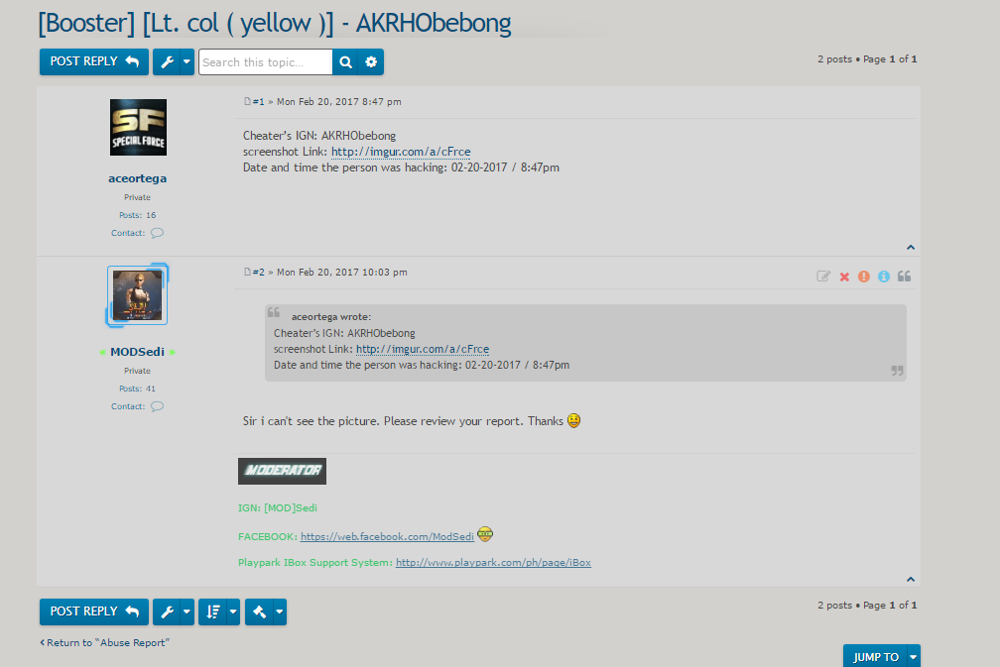 [Booster] [Lt. col ( yellow )] - AKRHObebong
POST REPLY
Search this topic…
2 posts • Page 1 of 1
SF
SPECIAL FORCE
aceortega
Private
Posts: 16
Contact:
#1 » Mon Feb 20, 2017 8:47 pm
Cheater's IGN: AKRHObebong
screenshot Link: http://imgur.com/a/cFrce
Date and time the person was hacking: 02-20-2017 / 8:47pm
MODSedi
Private
Posts: 41
Contact:
#2 » Mon Feb 20, 2017 10:03 pm
aceortega wrote:
Cheater's IGN: AKRHObebong
screenshot Link: http://imgur.com/a/cFrce
Date and time the person was hacking: 02-20-2017 / 8:47pm
Sir i can't see the picture. Please review your report. Thanks
MODERATOR
IGN: [MOD]Sedi
FACEBOOK: https://web.facebook.com/ModSedi
Playpark IBox Support System: http://www.playpark.com/ph/page/iBox
POST REPLY
2 posts • Page 1 of 1
Return to “Abuse Report”
JUMP TO